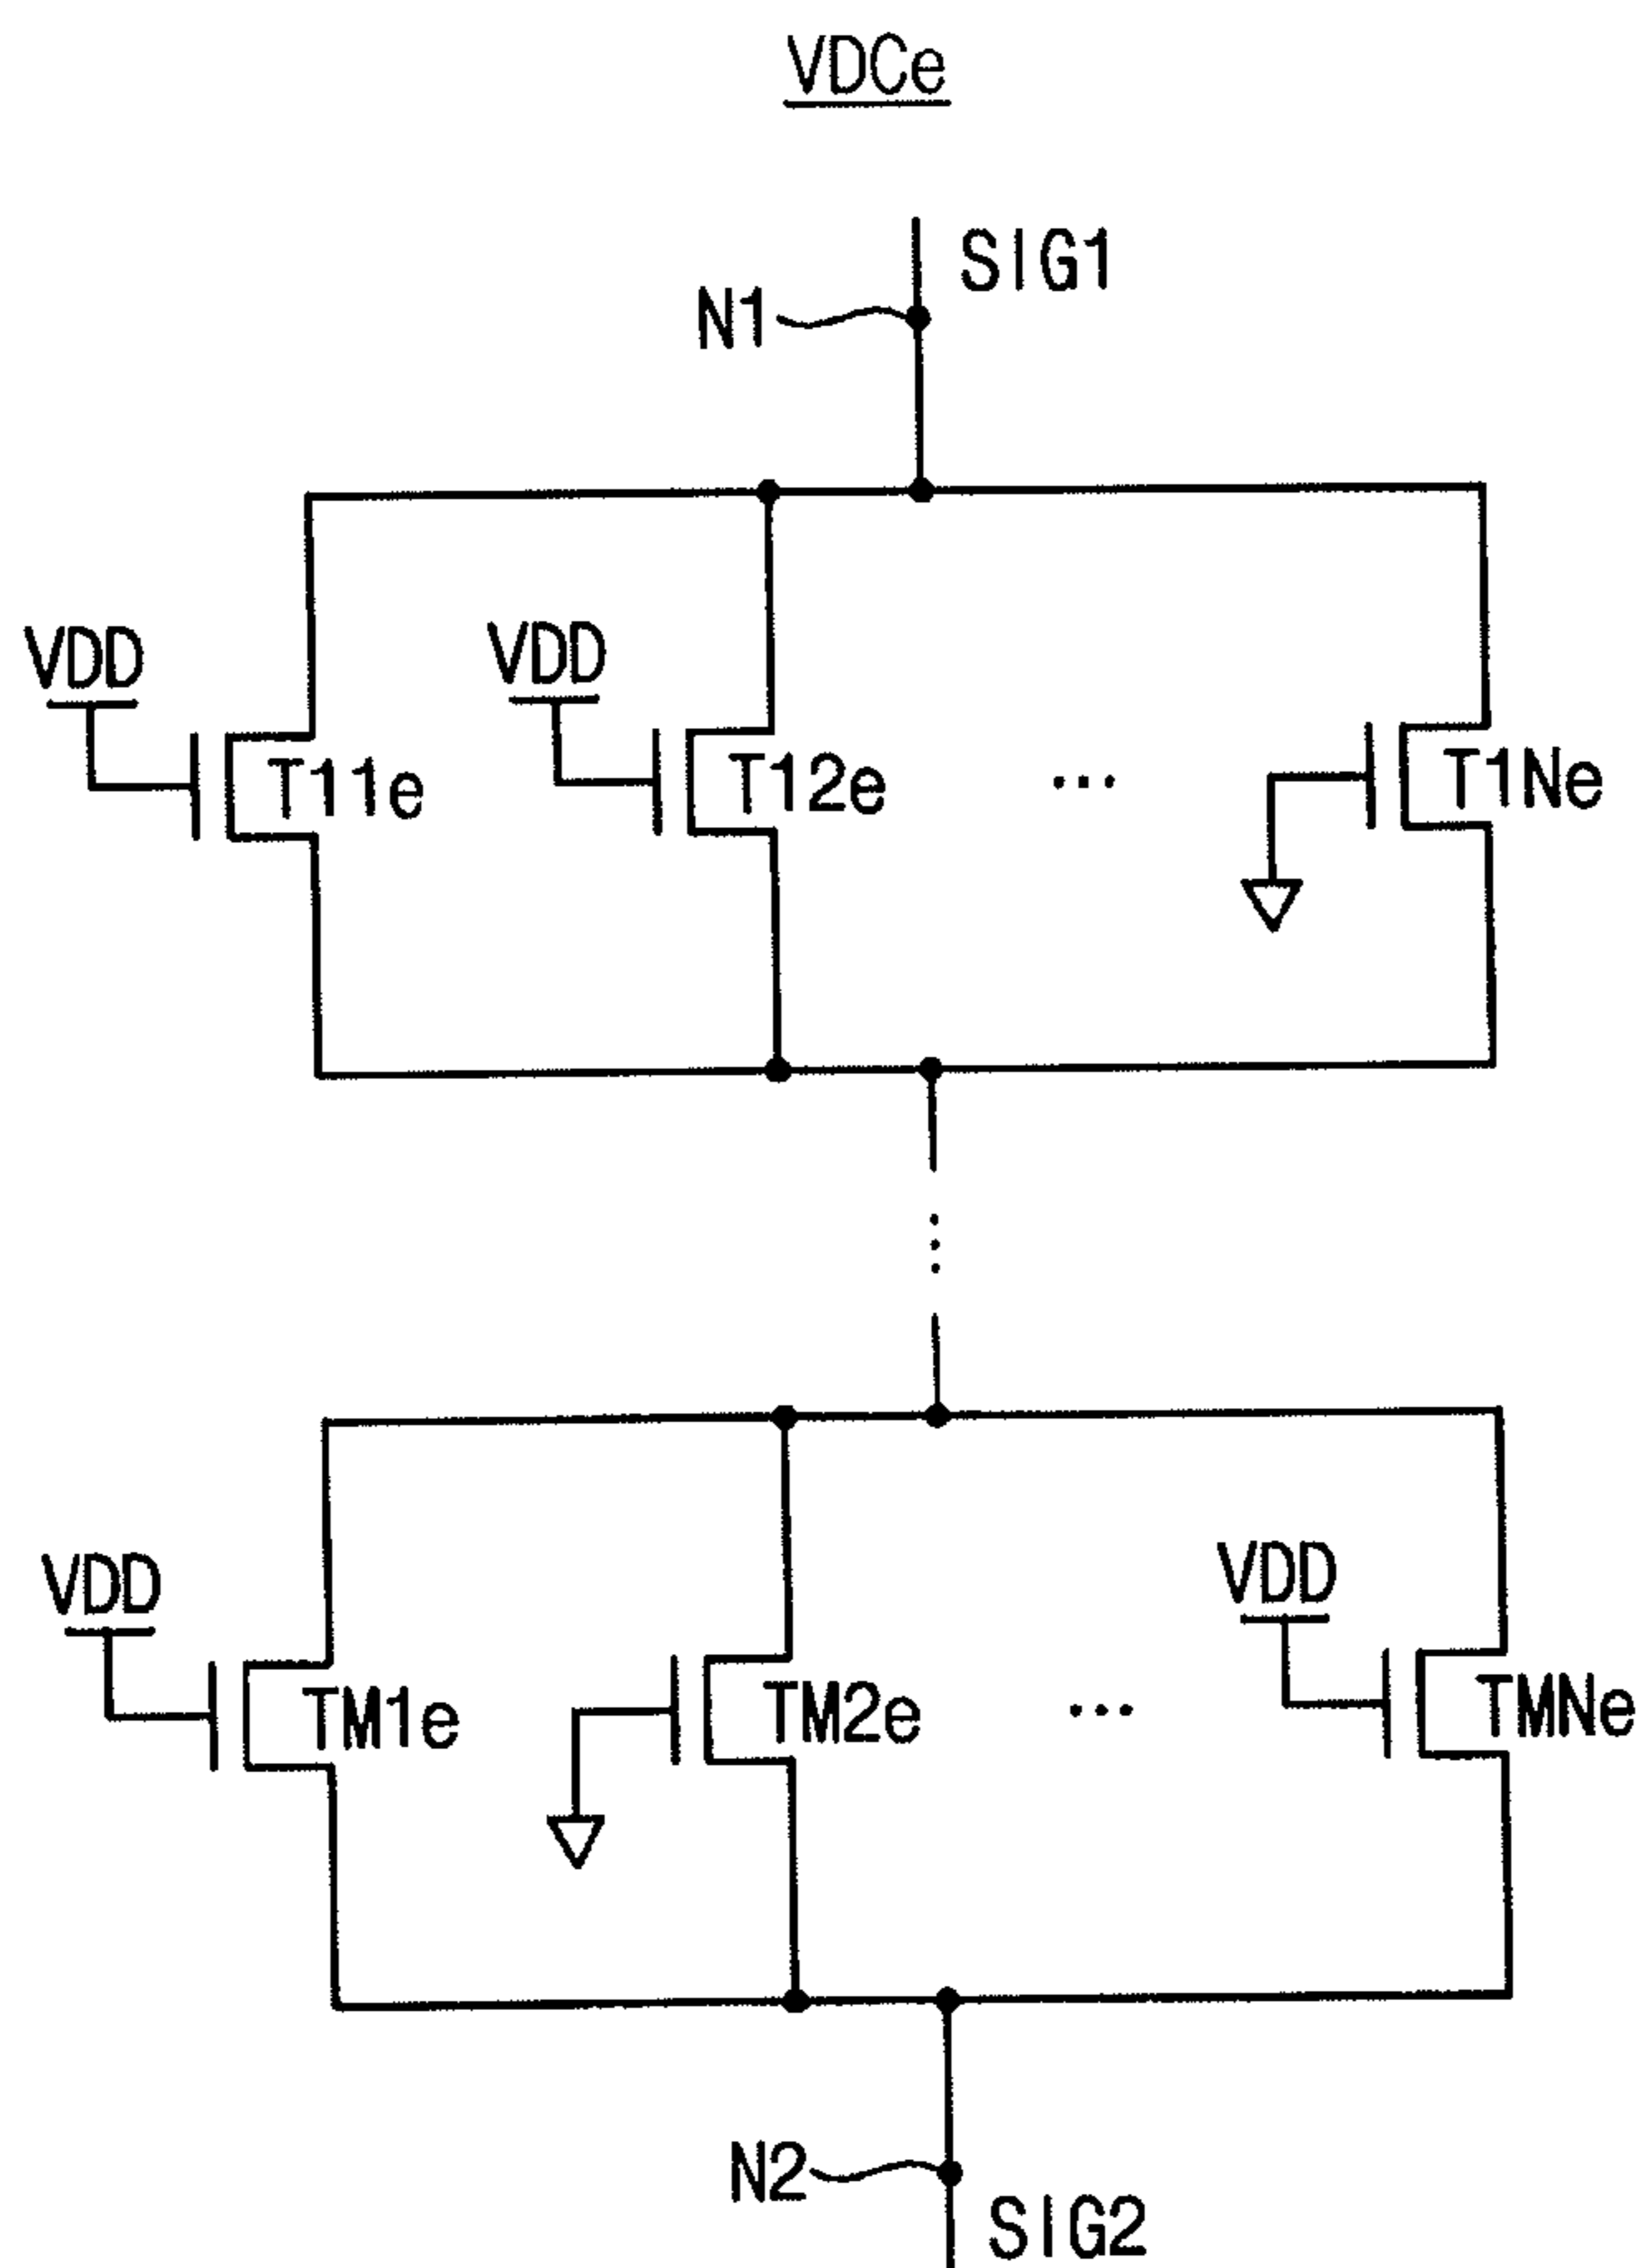 VDCe
SIG1
N1
VDD
VDD
T11e
T12e
...
T1Ne
VDD
VDD
TM1e
TM2e
...
TMNe
N2
SIG2